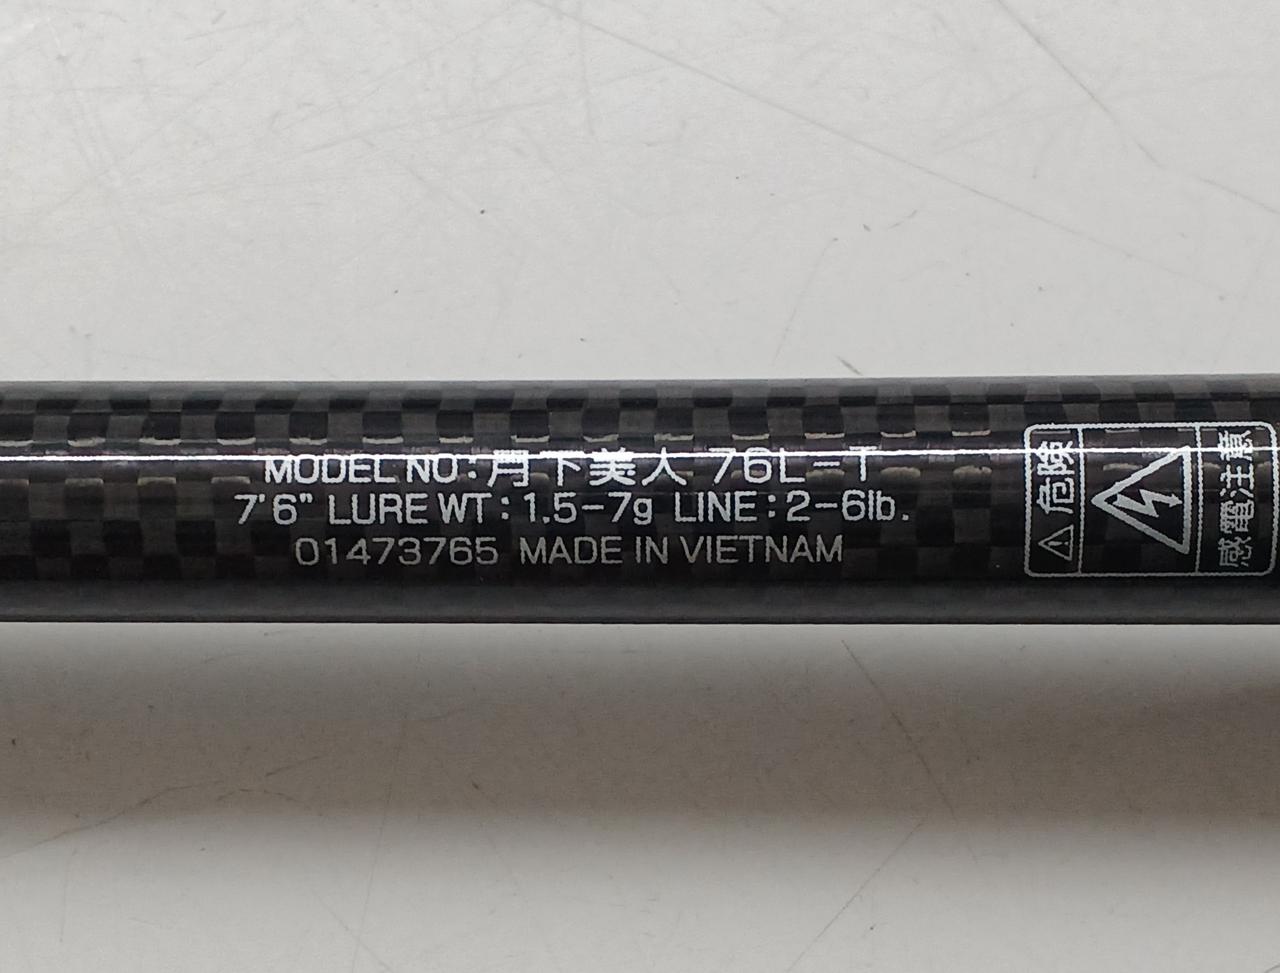 MODEL NO:月下美人 76L-T
7'6" LURE WT:1.5-7g LINE:2-6lb.
01473765 MADE IN VIETNAM
⚠危険
感電注意